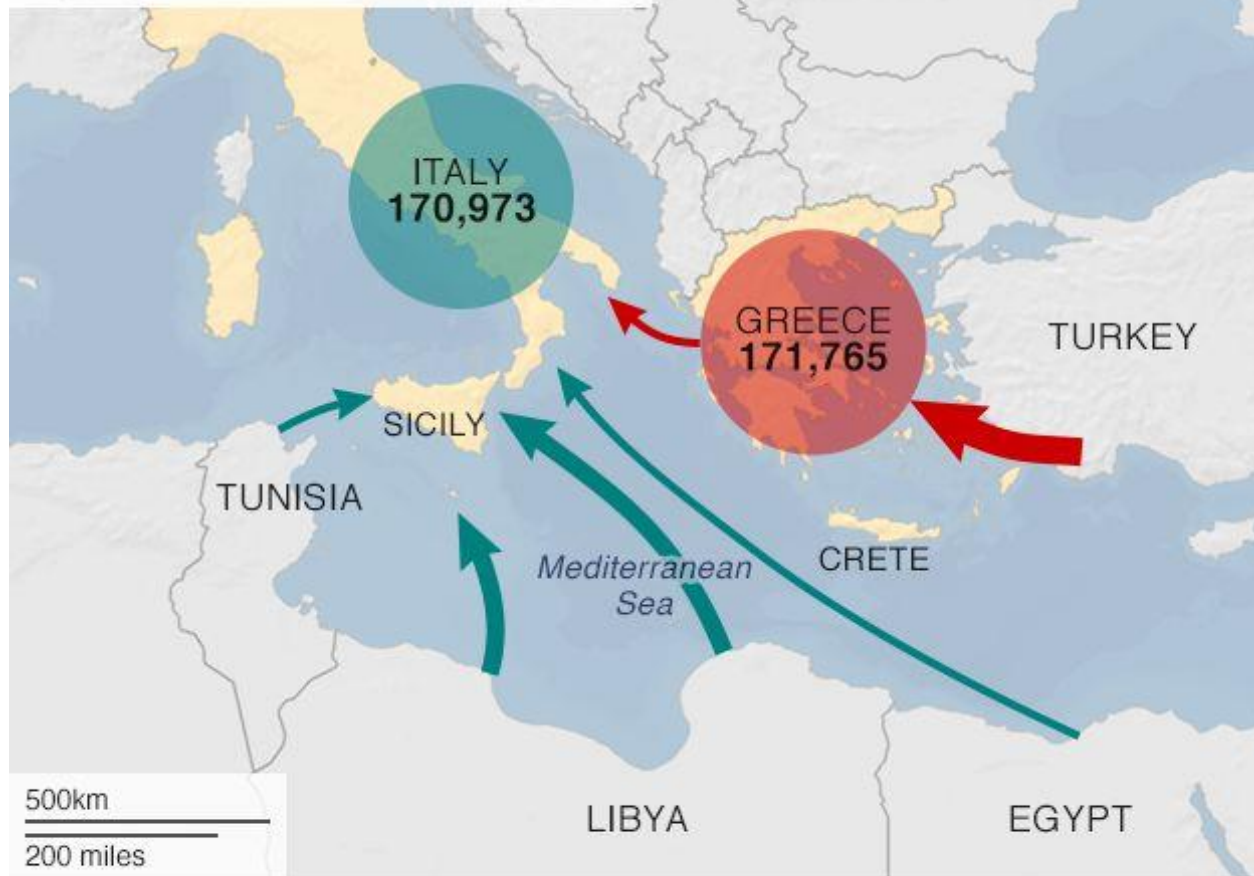 ITALY
170,973
GREECE
171,765
TURKEY
SICILY
TUNISIA
Mediterranean
Sea
CRETE
500km
200 miles
LIBYA
EGYPT